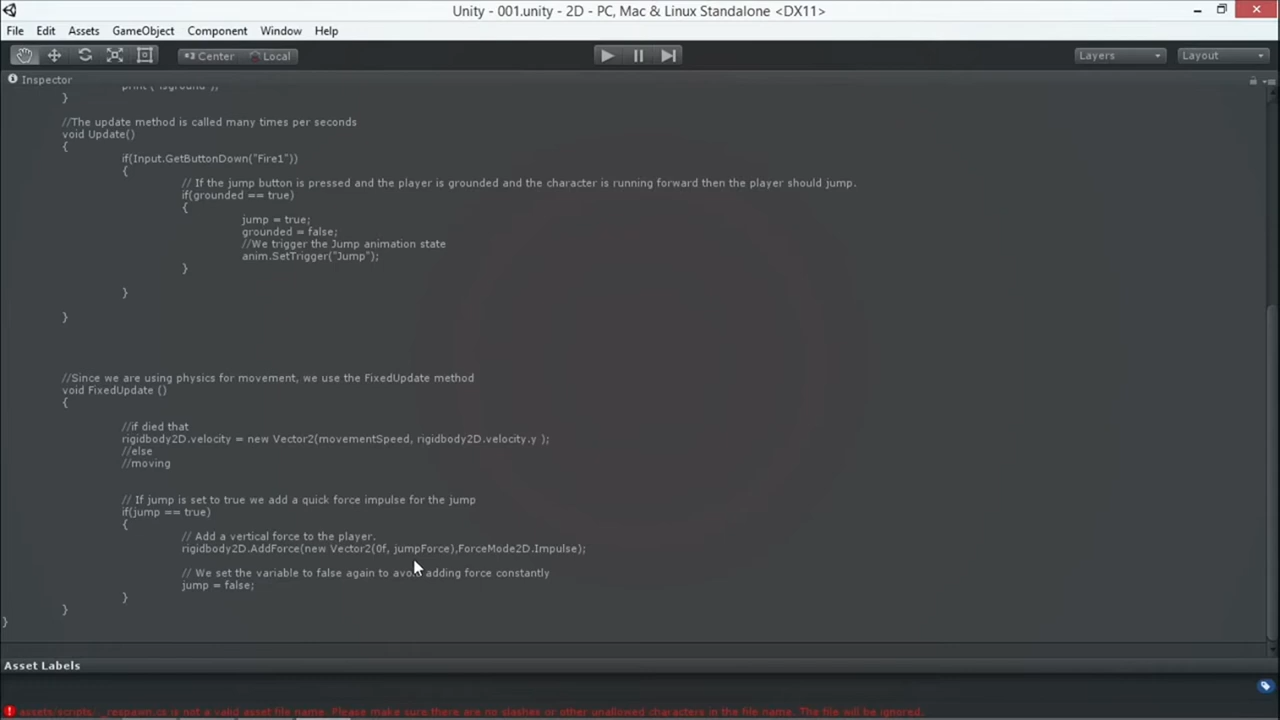 Unity - 001.unity - 2D - PC, Mac & Linux Standalone <DX11>
File Edit Assets GameObject Component Window Help
Center Local Layers Layout
Inspector
}
//The update method is called many times per seconds
void Update()
{
if(Input.GetButtonDown("Fire1"))
{
// If the jump button is pressed and the player is grounded and the character is running forward then the player should jump.
if(grounded == true)
{
jump = true;
grounded = false;
//We trigger the Jump animation state
anim.SetTrigger("Jump");
}
}
}
//Since we are using physics for movement, we use the FixedUpdate method
void FixedUpdate ()
{
//if died that
rigidbody2D.velocity = new Vector2(movementSpeed, rigidbody2D.velocity.y );
//else
//moving
// If jump is set to true we add a quick force impulse for the jump
if(jump == true)
{
// Add a vertical force to the player.
rigidbody2D.AddForce(new Vector2(0f, jumpForce),ForceMode2D.Impulse);
// We set the variable to false again to avoid adding force constantly
jump = false;
}
}
}
Asset Labels
assets/scripts/._respawn.cs is not a valid asset file name. Please make sure there are no slashes or other unallowed characters in the file name. The file will be ignored.